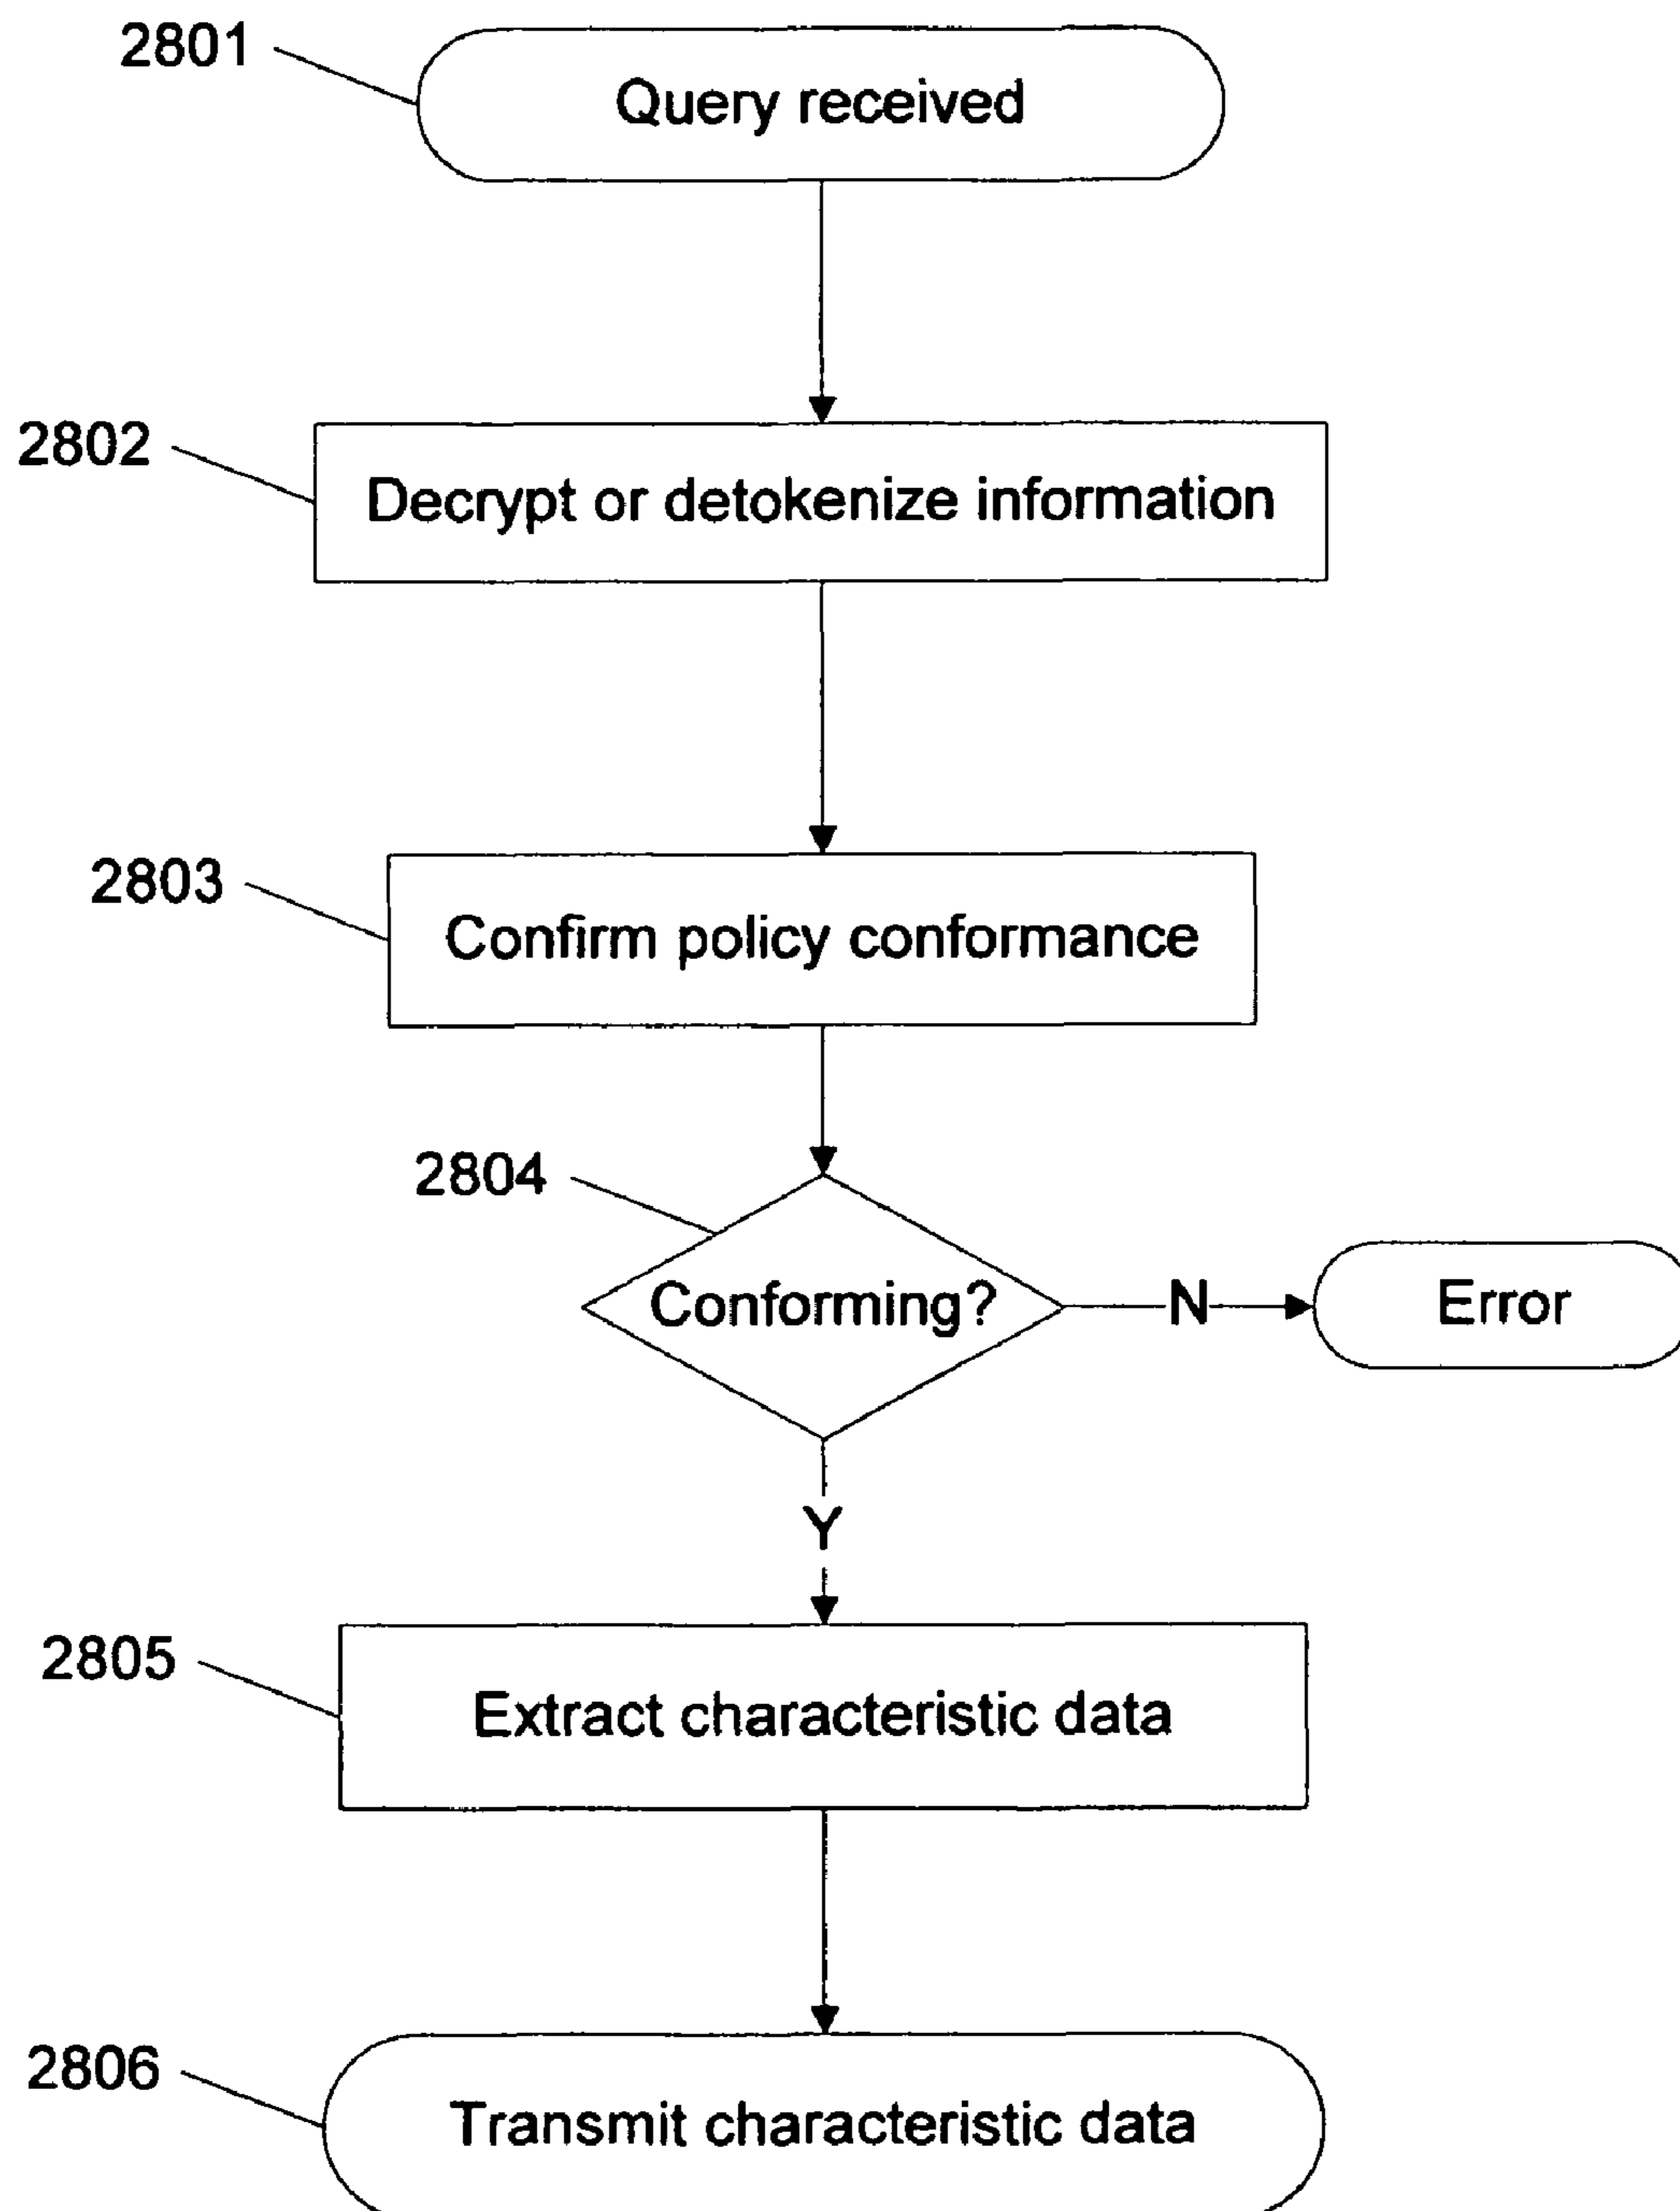 2801
Query received
2802
Decrypt or detokenize information
2803
Confirm policy conformance
2804
Conforming?
N
Error
Y
2805
Extract characteristic data
2806
Transmit characteristic data